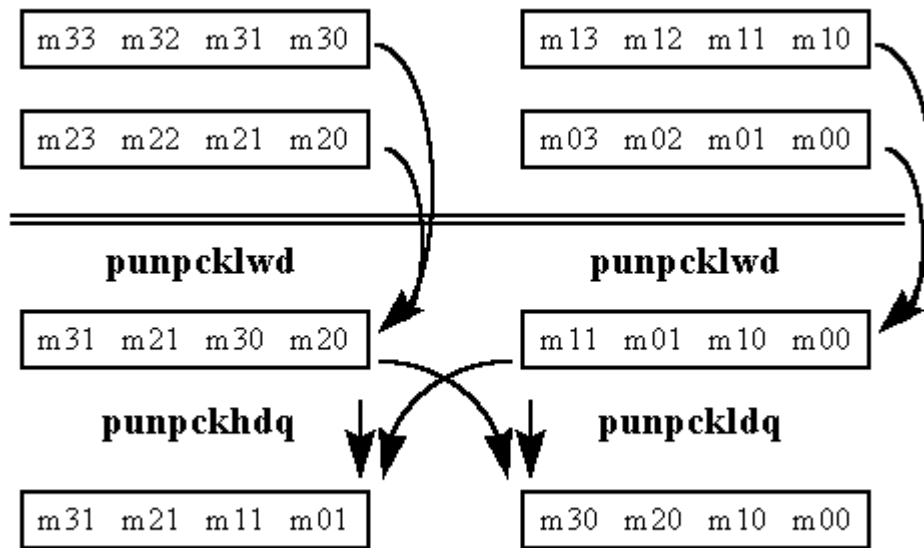 m33 m32 m31 m30 m13 m12 m11 m10
m23 m22 m21 m20 m03 m02 m01 m00
punpcklwd punpcklwd
m31 m21 m30 m20 m11 m01 m10 m00
punpckhdq punpckldq
m31 m21 m11 m01 m30 m20 m10 m00